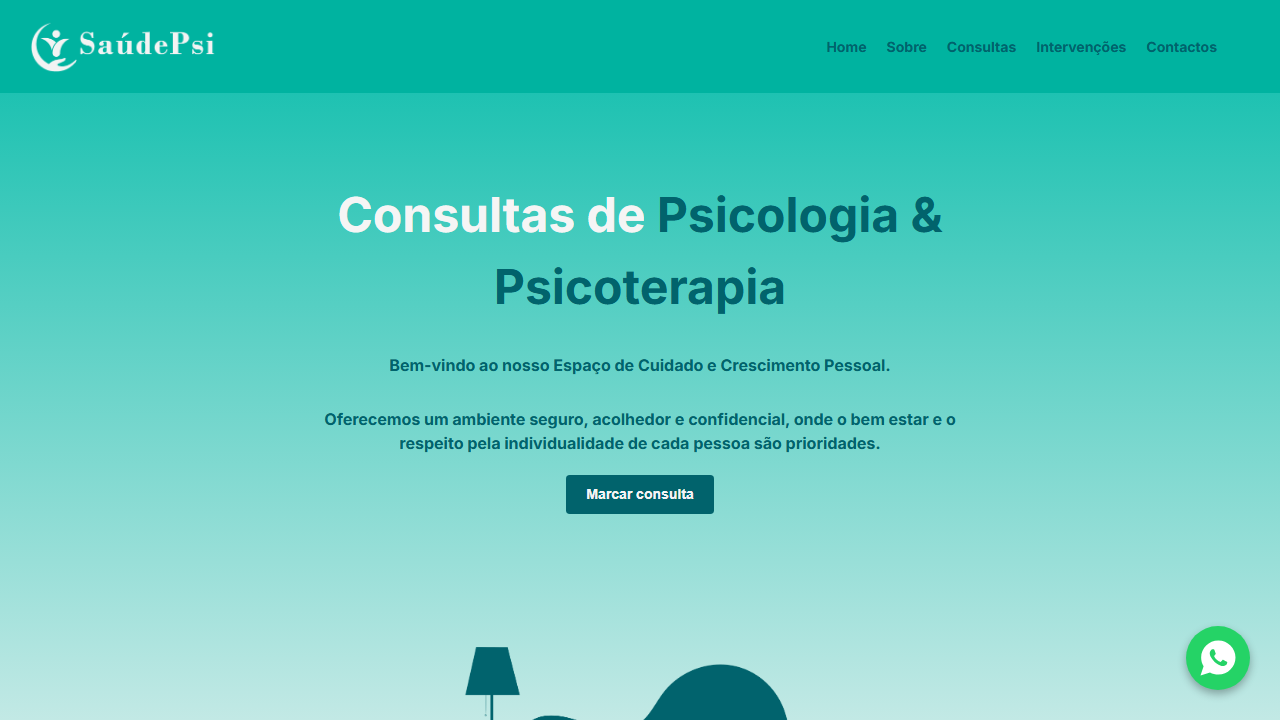 SaúdePsi
Home Sobre Consultas Intervenções Contactos
Consultas de Psicologia &
Psicoterapia
Bem-vindo ao nosso Espaço de Cuidado e Crescimento Pessoal.
Oferecemos um ambiente seguro, acolhedor e confidencial, onde o bem estar e o
respeito pela individualidade de cada pessoa são prioridades.
Marcar consulta